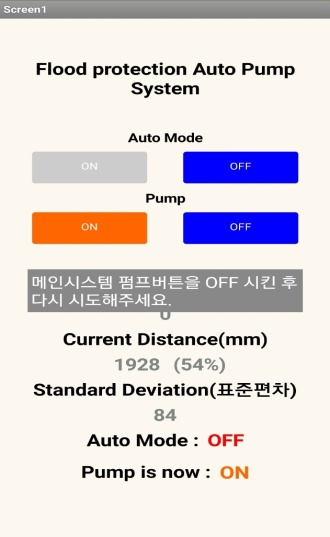 Screen1
Flood protection Auto Pump
System
Auto Mode
ON OFF
Pump
ON OFF
메인시스템 펌프버튼을 OFF 시킨 후
다시 시도해주세요.
Current Distance(mm)
1928 (54%)
Standard Deviation(표준편차)
84
Auto Mode : OFF
Pump is now : ON